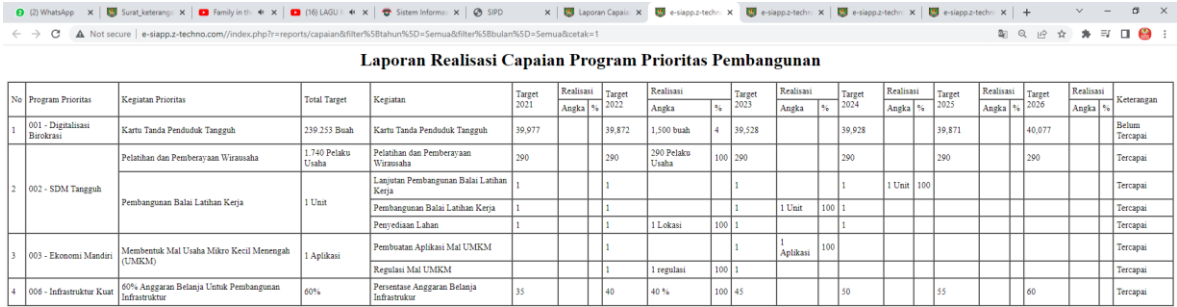 (2) WhatsApp
Surat_keterang
Family in th
(16) LAGU
Sistem Informas
SIPD
Laporan Capai
e-siapp.z-techn
e-siapp.z-techn
e-siapp.z-techn
e-siapp.z-techn
Not secure | e-siapp.z-techno.com//index.php?r=reports/capaian&filter%5Btahun%5D=Semua&filter%5Bbulan%5D=Semua&cetak=1
Laporan Realisasi Capaian Program Prioritas Pembangunan
No Program Prioritas Kegiatan Prioritas Total Target Kegiatan Target 2021 Realisasi Target 2022 Realisasi Target 2023 Realisasi Target 2024 Realisasi Target 2025 Realisasi Target 2026 Realisasi Keterangan
Angka % Angka % Angka % Angka % Angka % Angka %
1 001 - Digitalisasi Birokrasi Kartu Tanda Penduduk Tangguh 239.253 Buah Kartu Tanda Penduduk Tangguh 39,977 39,872 1,500 buah 4 39,528 39,928 39,871 40,077 Belum Tercapai
2 002 - SDM Tangguh Pelatihan dan Pemberayaan Wirausaha 1.740 Pelaku Usaha Pelatihan dan Pemberayaan Wirausaha 290 290 290 Pelaku Usaha 100 290 290 290 290 Tercapai
Pembangunan Balai Latihan Kerja 1 Unit Lanjutan Pembangunan Balai Latihan Kerja 1 1 1 1 1 Unit 100 Tercapai
Pembangunan Balai Latihan Kerja 1 1 1 1 Unit 100 1 Tercapai
Penyediaan Lahan 1 1 1 Lokasi 100 1 1 Tercapai
3 003 - Ekonomi Mandiri Membentuk Mal Usaha Mikro Kecil Menengah (UMKM) 1 Aplikasi Pembuatan Aplikasi Mal UMKM 1 1 1 Aplikasi 100 Tercapai
Regulasi Mal UMKM 1 1 regulasi 100 1 Tercapai
4 006 - Infrastruktur Kuat 60% Anggaran Belanja Untuk Pembangunan Infrastruktur 60% Persentase Anggaran Belanja Infrastrukur 35 40 40 % 100 45 50 55 60 Tercapai